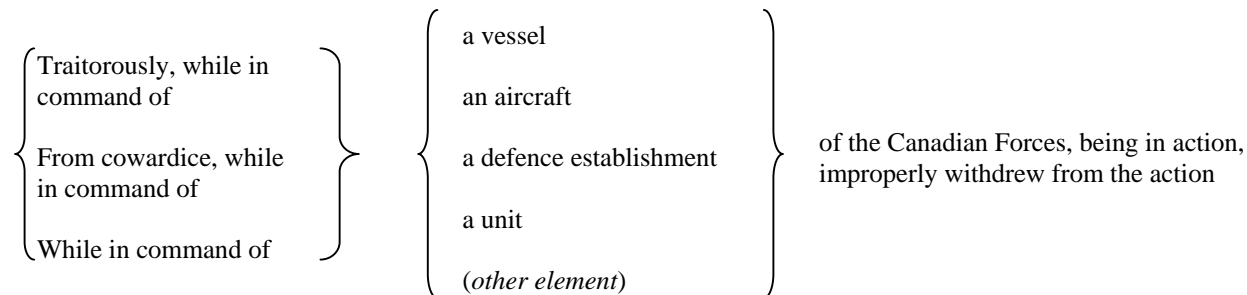 Traitorously, while in
command of
From cowardice, while
in command of
While in command of
a vessel
an aircraft
a defence establishment
a unit
(other element)
of the Canadian Forces, being in action,
improperly withdrew from the action